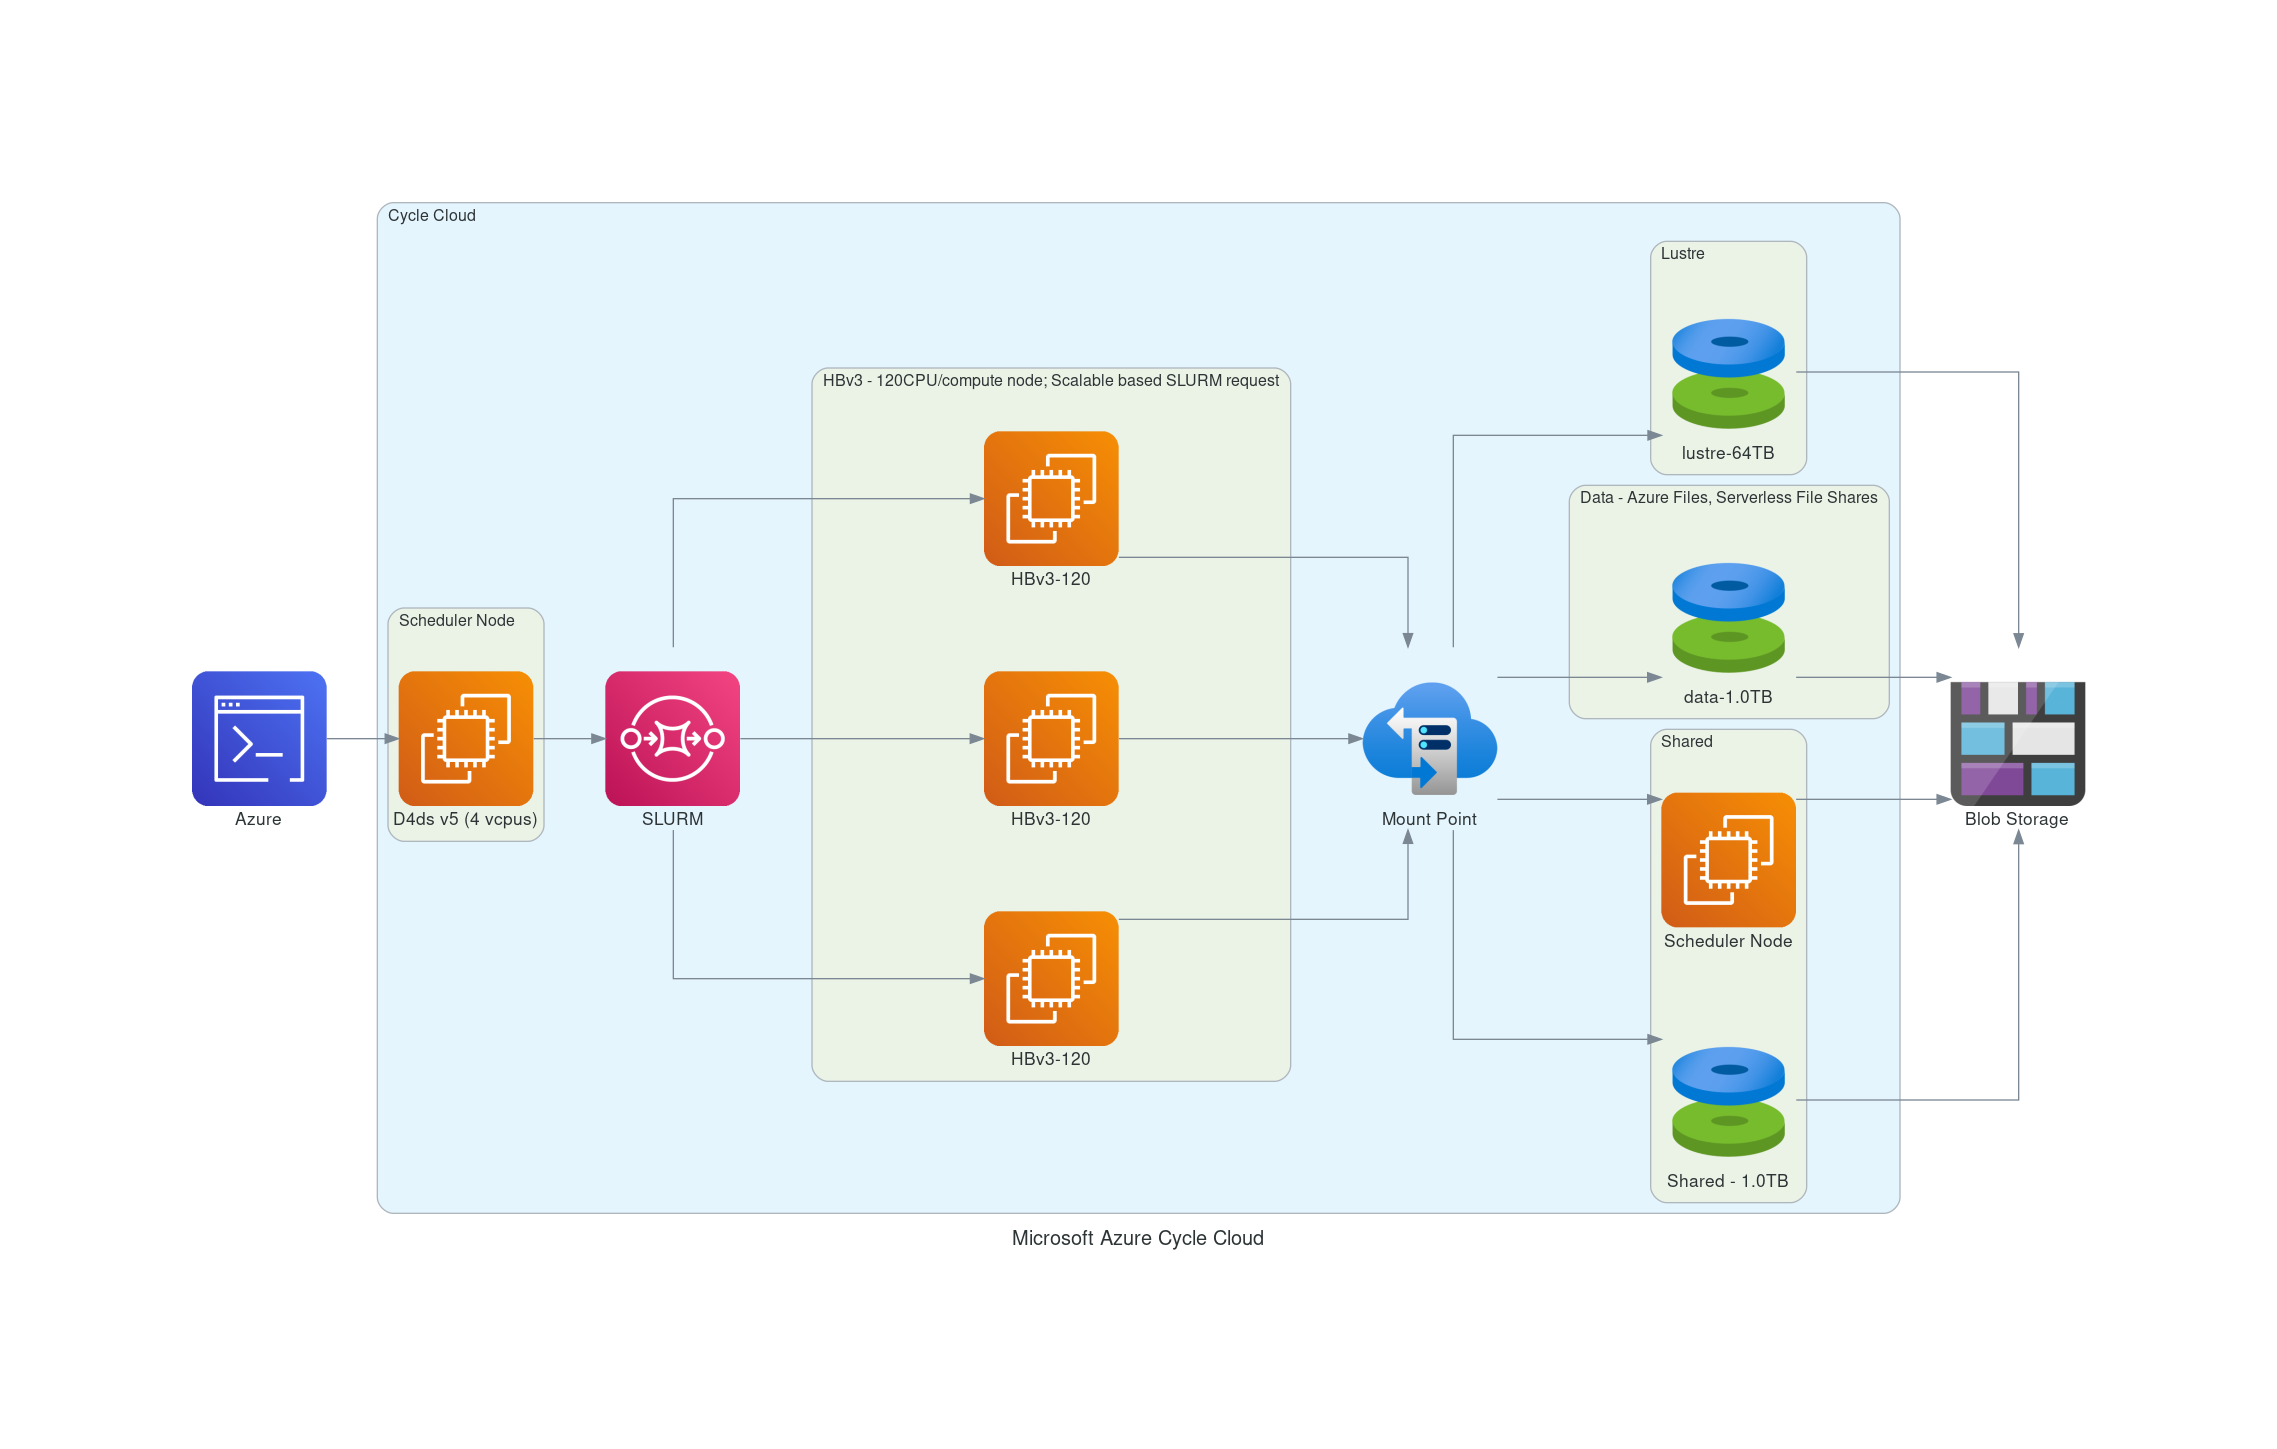 Cycle Cloud
Lustre
lustre-64TB
HBv3 - 120CPU/compute node; Scalable based SLURM request
HBv3-120
Data - Azure Files, Serverless File Shares
data-1.0TB
Scheduler Node
Azure
D4ds v5 (4 vcpus)
SLURM
HBv3-120
Mount Point
Blob Storage
Shared
Scheduler Node
HBv3-120
Shared - 1.0TB
Microsoft Azure Cycle Cloud